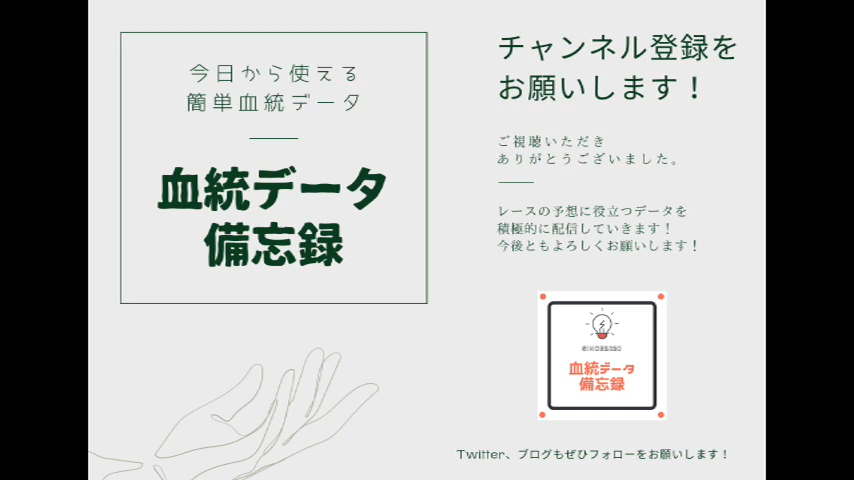 今日から使える
簡単血統データ
血統データ
備忘録
チャンネル登録を
お願いします！
ご視聴いただき
ありがとうございました。
レースの予想に役立つデータを
積極的に配信していきます！
今後ともよろしくお願いします！
血統データ
備忘録
Twitter、ブログもぜひフォローをお願いします！